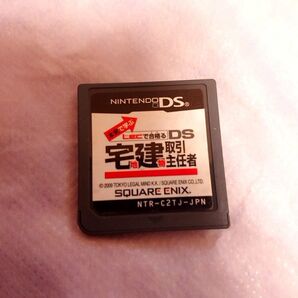 NINTENDO DS
LECで合格る DS
宅建 取引
主任者
© 2009 TOKYO LEGAL MIND K.K. / SQUARE ENIX CO.,LTD.
SQUARE ENIX
NTR-C2TJ-JPN